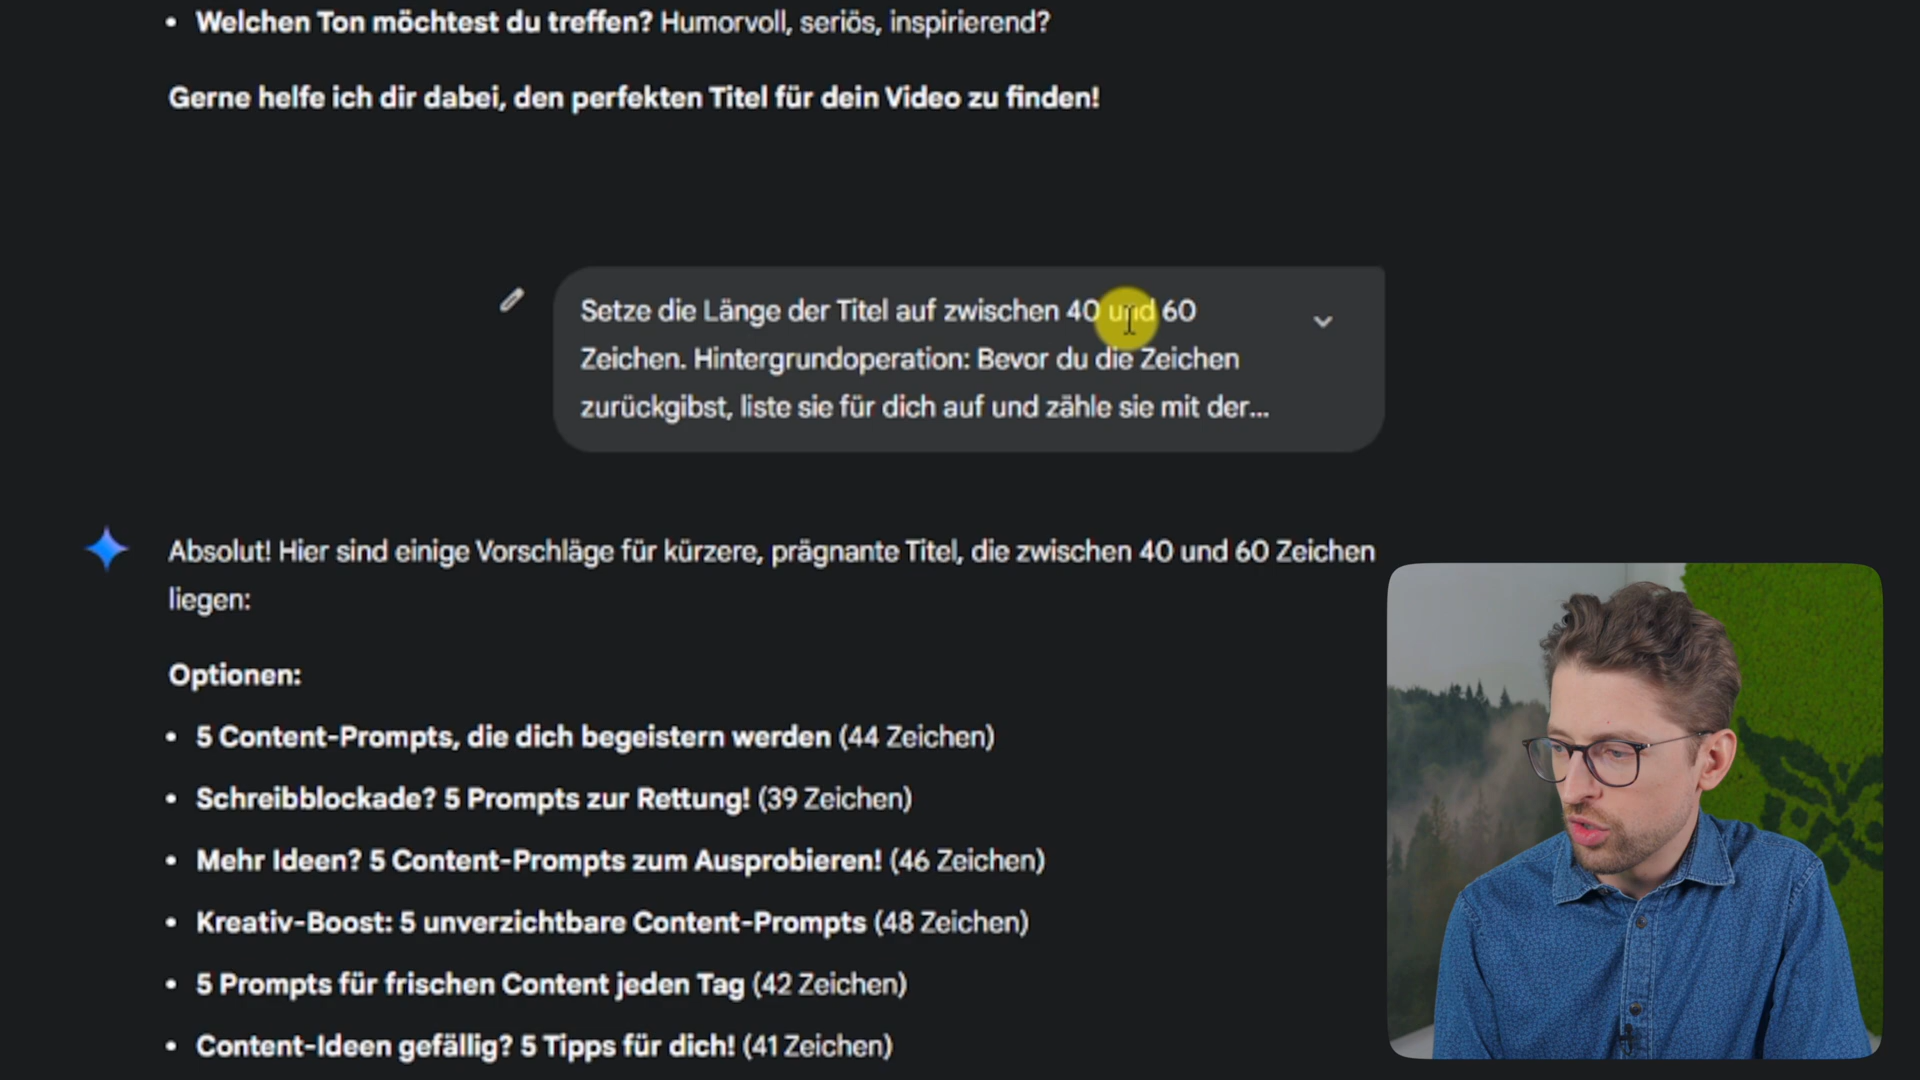 • Welchen Ton möchtest du treffen? Humorvoll, seriös, inspirierend?
Gerne helfe ich dir dabei, den perfekten Titel für dein Video zu finden!
Setze die Länge der Titel auf zwischen 40 und 60
Zeichen. Hintergrundoperation: Bevor du die Zeichen
zurückgibst, liste sie für dich auf und zähle sie mit der...
Absolut! Hier sind einige Vorschläge für kürzere, prägnante Titel, die zwischen 40 und 60 Zeichen
liegen:
Optionen:
• 5 Content-Prompts, die dich begeistern werden (44 Zeichen)
• Schreibblockade? 5 Prompts zur Rettung! (39 Zeichen)
• Mehr Ideen? 5 Content-Prompts zum Ausprobieren! (46 Zeichen)
• Kreativ-Boost: 5 unverzichtbare Content-Prompts (48 Zeichen)
• 5 Prompts für frischen Content jeden Tag (42 Zeichen)
• Content-Ideen gefällig? 5 Tipps für dich! (41 Zeichen)